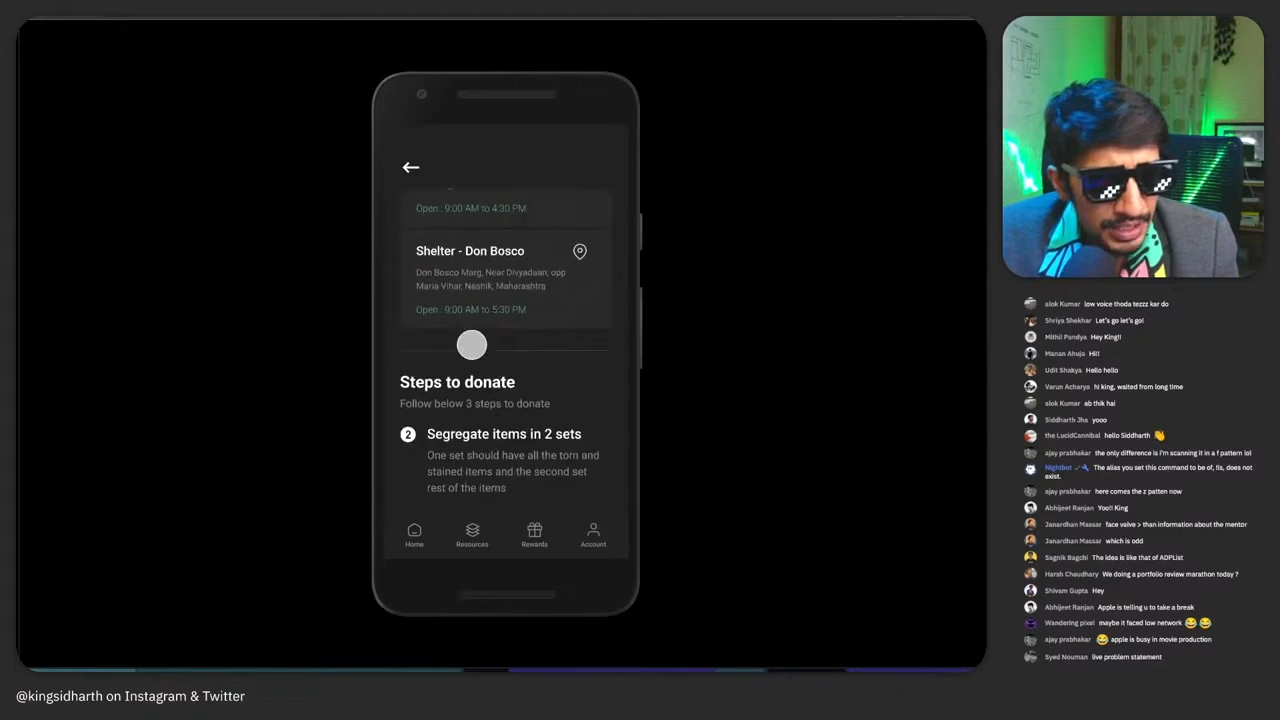 Open : 9:00 AM to 4:30 PM
Shelter - Don Bosco
Don Bosco Marg, Near Divyadaan, opp
Maria Vihar, Nashik, Maharashtra
Open : 9:00 AM to 5:30 PM
Steps to donate
Follow below 3 steps to donate
2 Segregate items in 2 sets
One set should have all the torn and
stained items and the second set
rest of the items
Home Resources Rewards Account
alok Kumar low voice thoda tezzz kar do
Shriya Shekhar Let's go let's go!
Mithil Pandya Hey King!!
Manan Ahuja Hi!!
Udit Shakya Hello hello
Varun Acharya hi king, waited from long time
alok Kumar ab thik hai
Siddharth Jha yooo
the LucidCannibal hello Siddharth 👋
ajay prabhakar the only difference is i'm scanning it in a f pattern lol
Nightbot The alias you set this command to be of, !ls, does not
exist.
ajay prabhakar here comes the z patten now
Abhijeet Ranjan Yoo!! King
Janardhan Massar face valve > than information about the mentor
Janardhan Massar which is odd
Sagnik Bagchi The idea is like that of ADPList
Harsh Choudhary We doing a portfolio review marathon today ?
Shivam Gupta Hey
Abhijeet Ranjan Apple is telling u to take a break
Wandering pixel maybe it faced low network 😂 😂
ajay prabhakar 😂 apple is busy in movie production
Syed Nouman live problem statement
@kingsidharth on Instagram & Twitter